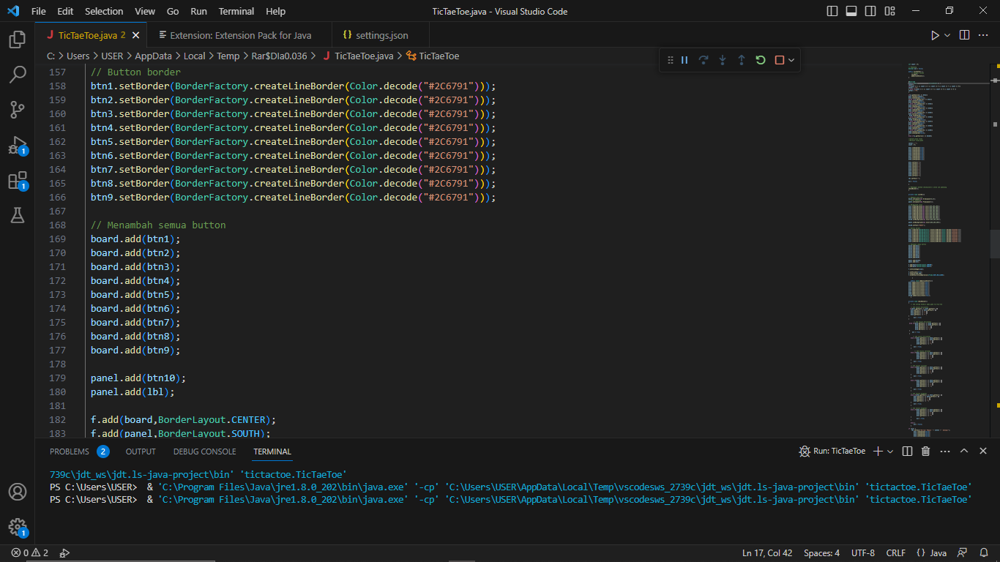 File Edit Selection View Go Run Terminal Help
TicTaeToe.java - Visual Studio Code
TicTaeToe.java 2
Extension: Extension Pack for Java
settings.json
C: > Users > USER > AppData > Local > Temp > Rar$DIa0.036 > TicTaeToe.java > TicTaeToe
157 // Button border
158 btn1.setBorder(BorderFactory.createLineBorder(Color.decode("#2C6791")));
159 btn2.setBorder(BorderFactory.createLineBorder(Color.decode("#2C6791")));
160 btn3.setBorder(BorderFactory.createLineBorder(Color.decode("#2C6791")));
161 btn4.setBorder(BorderFactory.createLineBorder(Color.decode("#2C6791")));
162 btn5.setBorder(BorderFactory.createLineBorder(Color.decode("#2C6791")));
163 btn6.setBorder(BorderFactory.createLineBorder(Color.decode("#2C6791")));
164 btn7.setBorder(BorderFactory.createLineBorder(Color.decode("#2C6791")));
165 btn8.setBorder(BorderFactory.createLineBorder(Color.decode("#2C6791")));
166 btn9.setBorder(BorderFactory.createLineBorder(Color.decode("#2C6791")));
167
168 // Menambah semua button
169 board.add(btn1);
170 board.add(btn2);
171 board.add(btn3);
172 board.add(btn4);
173 board.add(btn5);
174 board.add(btn6);
175 board.add(btn7);
176 board.add(btn8);
177 board.add(btn9);
178
179 panel.add(btn10);
180 panel.add(lbl);
181
182 f.add(board,BorderLayout.CENTER);
183 f.add(panel,BorderLayout.SOUTH);
1
1
PROBLEMS 2 OUTPUT DEBUG CONSOLE TERMINAL
Run: TicTaeToe
739c\jdt_ws\jdt.ls-java-project\bin' 'tictactoe.TicTaeToe'
PS C:\Users\USER> & 'C:\Program Files\Java\jre1.8.0_202\bin\java.exe' '-cp' 'C:\Users\USER\AppData\Local\Temp\vscodesws_2739c\jdt_ws\jdt.ls-java-project\bin' 'tictactoe.TicTaeToe'
PS C:\Users\USER> & 'C:\Program Files\Java\jre1.8.0_202\bin\java.exe' '-cp' 'C:\Users\USER\AppData\Local\Temp\vscodesws_2739c\jdt_ws\jdt.ls-java-project\bin' 'tictactoe.TicTaeToe'
1
0 2
Ln 17, Col 42 Spaces: 4 UTF-8 CRLF {} Java